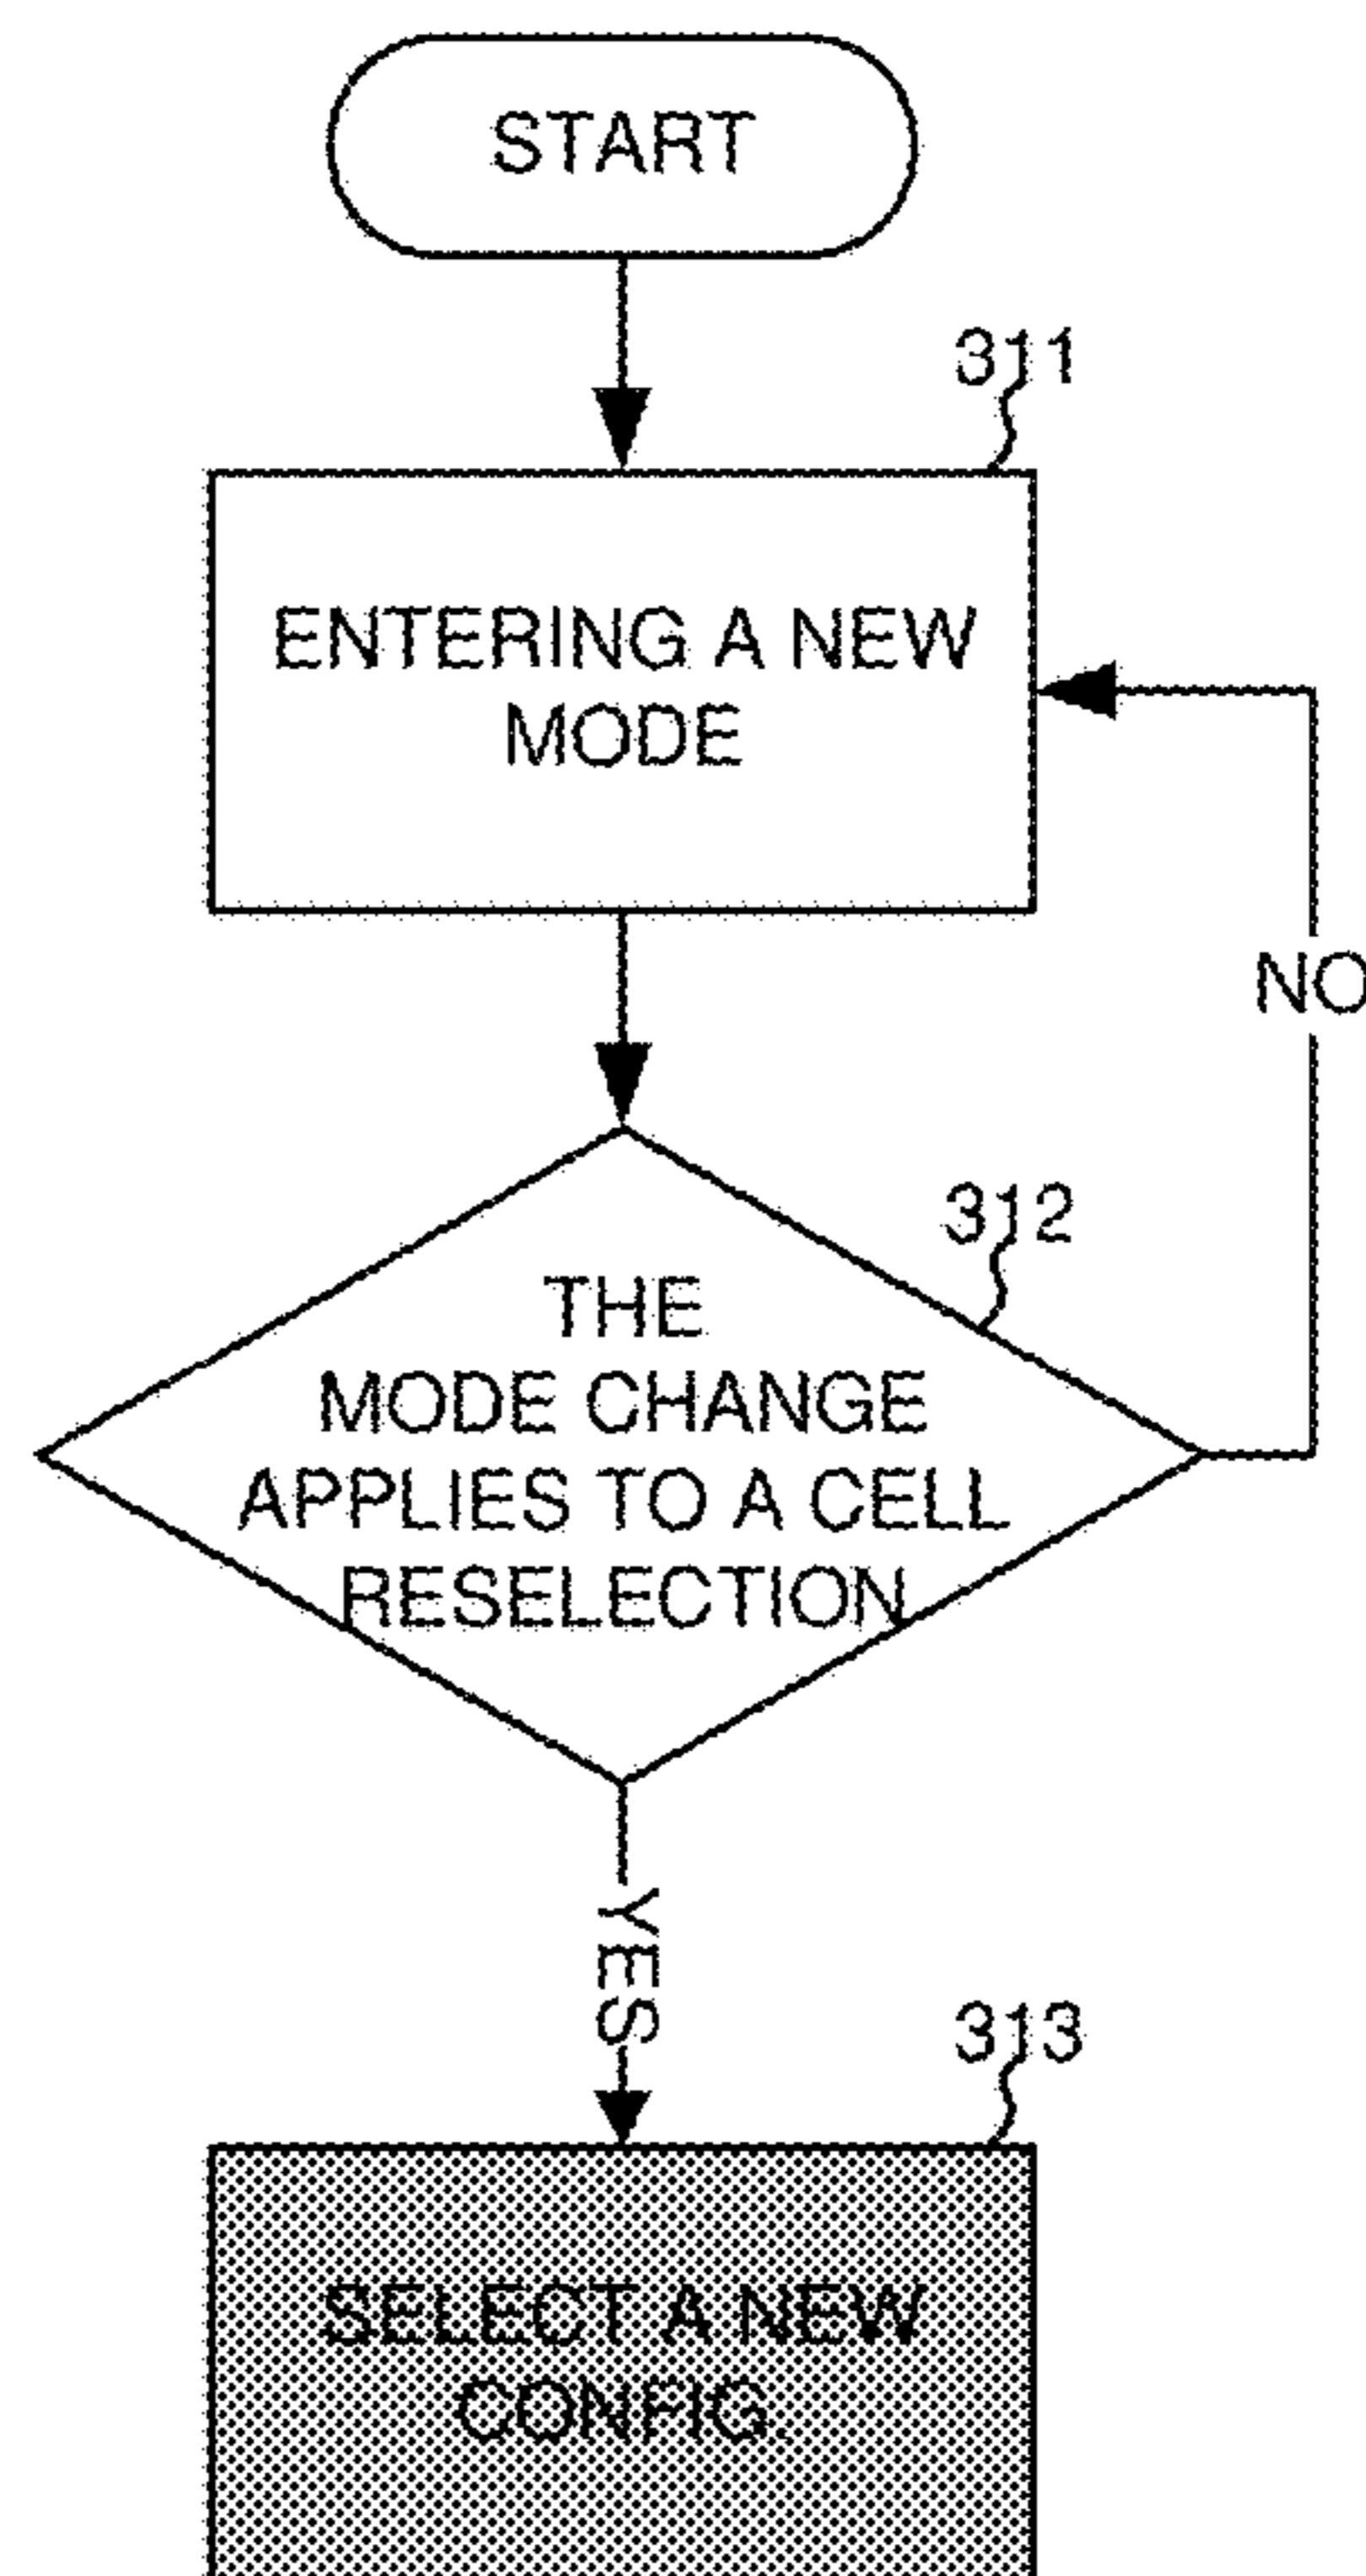 START
311
ENTERING A NEW
MODE
NO
312
THE
MODE CHANGE
APPLIES TO A CELL
RESELECTION
YES
313
SELECT A NEW
CONFIG.